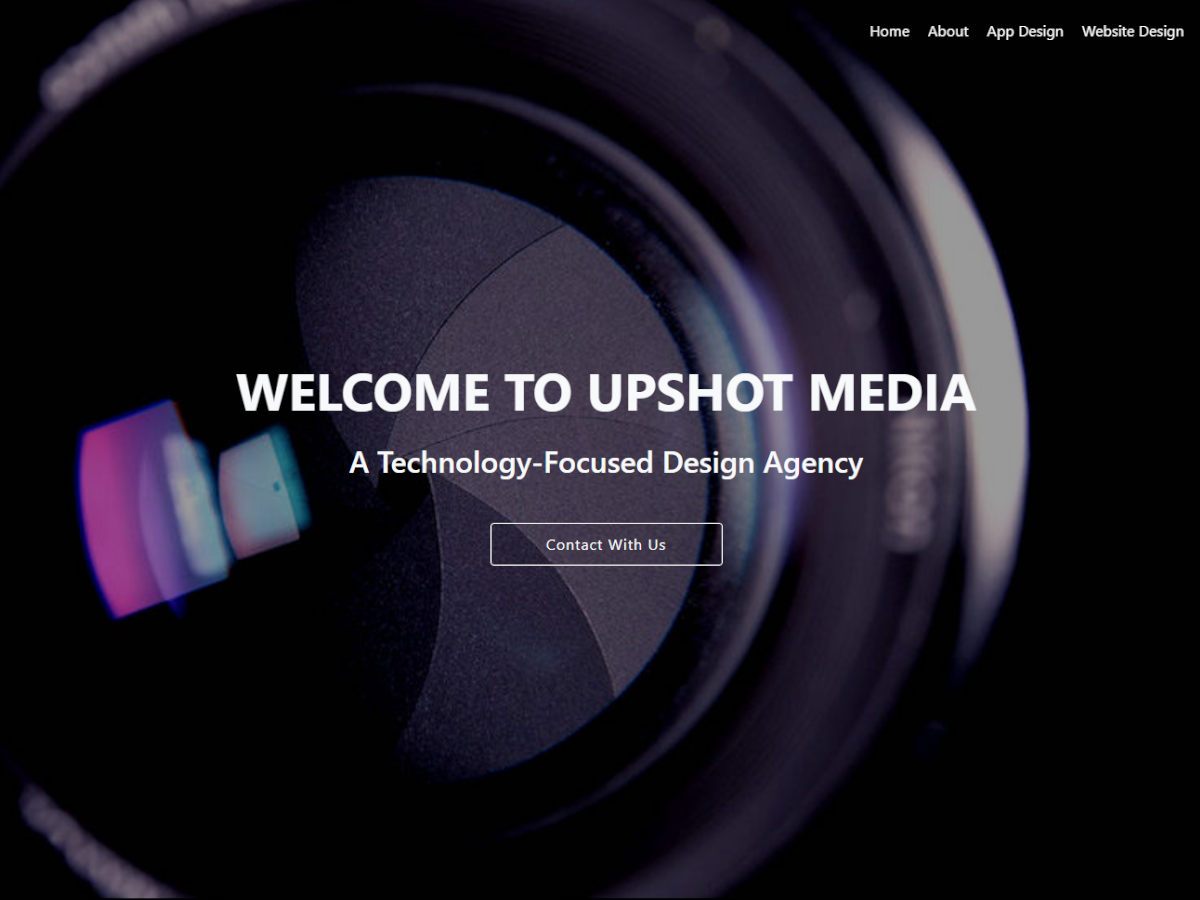 Home About App Design Website Design
WELCOME TO UPSHOT MEDIA
A Technology-Focused Design Agency
Contact With Us